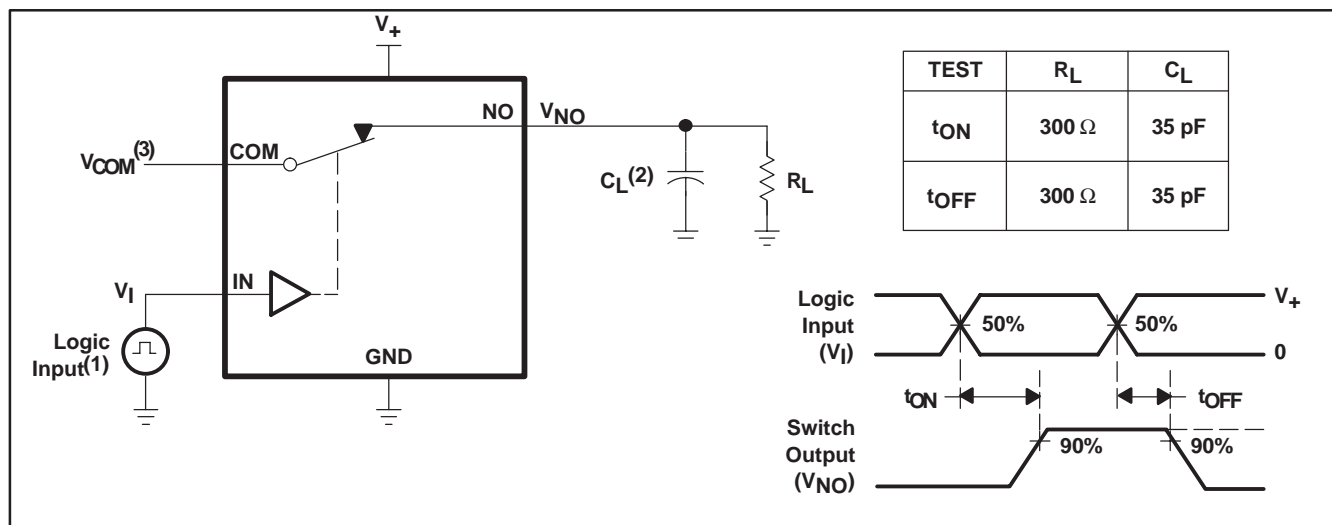 V+
NO
VNO
COM
VCOM(3)
CL(2)
RL
IN
VI
Logic
Input(1)
GND
TEST RL CL
tON 300 Ω 35 pF
tOFF 300 Ω 35 pF
Logic
Input
(VI)
50%
50%
V+
0
tON
tOFF
Switch
Output
(VNO)
90%
90%